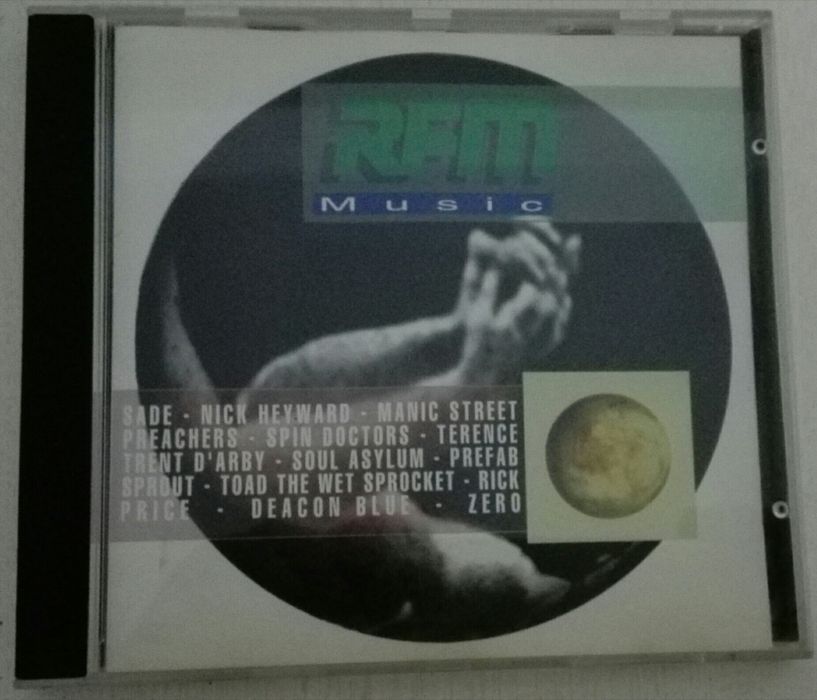 RFM
Music
SADE - NICK HEYWARD - MANIC STREET
PREACHERS - SPIN DOCTORS - TERENCE
TRENT D'ARBY - SOUL ASYLUM - PREFAB
SPROUT - TOAD THE WET SPROCKET - RICK
PRICE - DEACON BLUE - ZERO